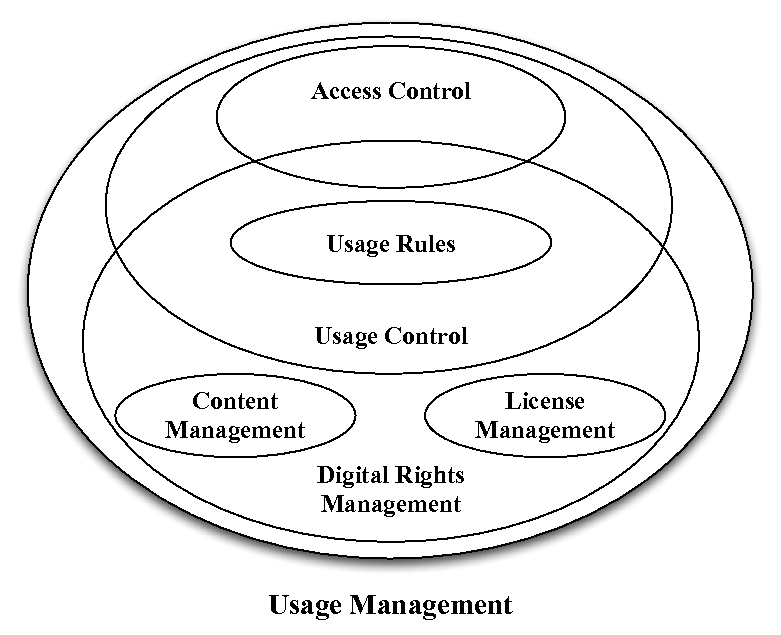 Access Control
Usage Rules
Usage Control
Content
Management
License
Management
Digital Rights
Management
Usage Management